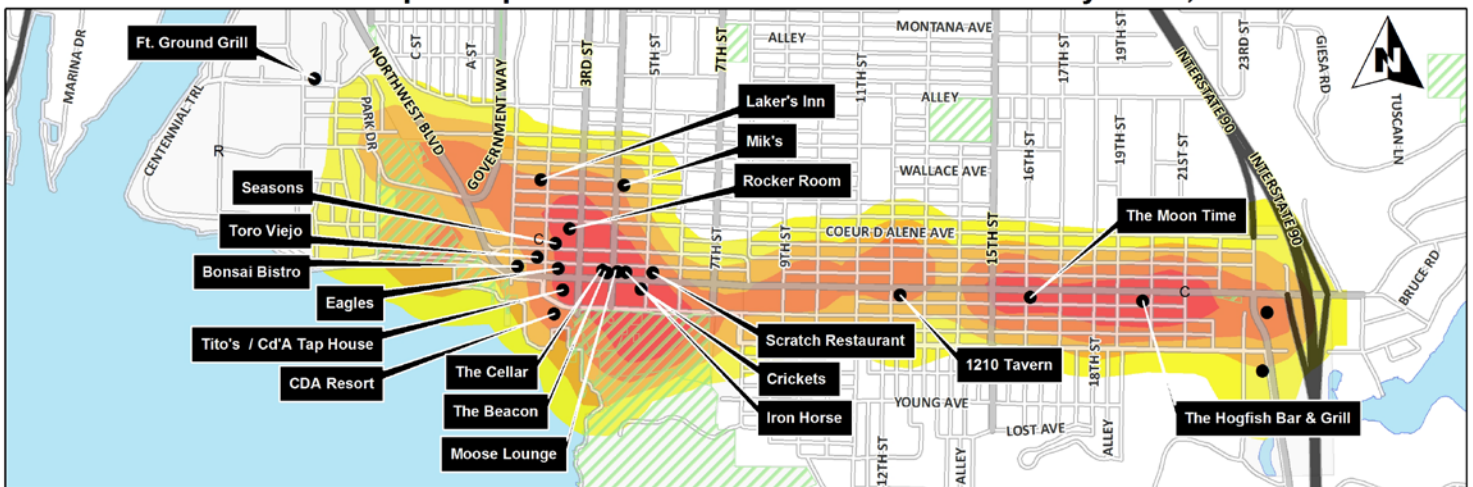 MONTANA AVE
ALLEY
Ft. Ground Grill
MARINA DR
C ST
A ST
NORTHWEST BLVD
GOVERNMENT WAY
3RD ST
5TH ST
7TH ST
11TH ST
17TH ST
19TH ST
23RD ST
INTERSTATE 90
GIESA RD
N
TUSCAN LN
CENTENNIAL TRL
PARK DR
R
Laker's Inn
ALLEY
Mik's
Rocker Room
WALLACE AVE
16TH ST
19TH ST
21ST ST
INTERSTATE 90
Seasons
Toro Viejo
C
Bonsai Bistro
Eagles
Tito's / Cd'A Tap House
CDA Resort
7TH ST
9TH ST
COEUR D ALENE AVE
15TH ST
The Moon Time
C
BRUCE RD
The Cellar
The Beacon
Moose Lounge
Scratch Restaurant
Crickets
Iron Horse
1210 Tavern
18TH ST
The Hogfish Bar & Grill
YOUNG AVE
LOST AVE
12TH ST
ALLEY
ALLEY